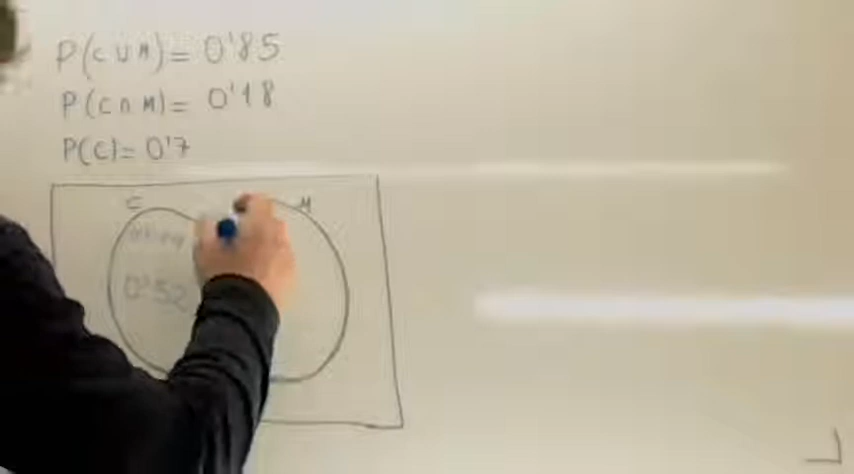 P(C∪M)= 0'85
P(C∩M)= 0'18
P(C)= 0'7
C M
0'52